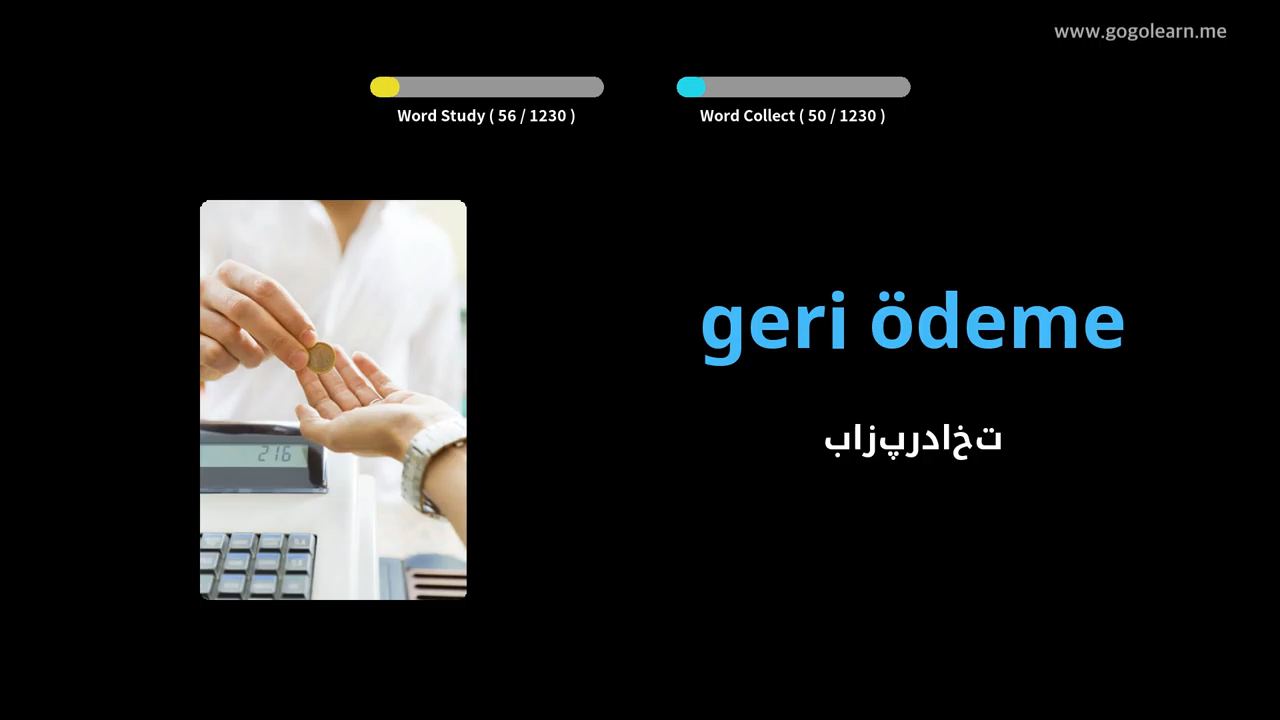 www.gogolearn.me
Word Study ( 56 / 1230 )
Word Collect ( 50 / 1230 )
216
geri ödeme
بازپرداخت